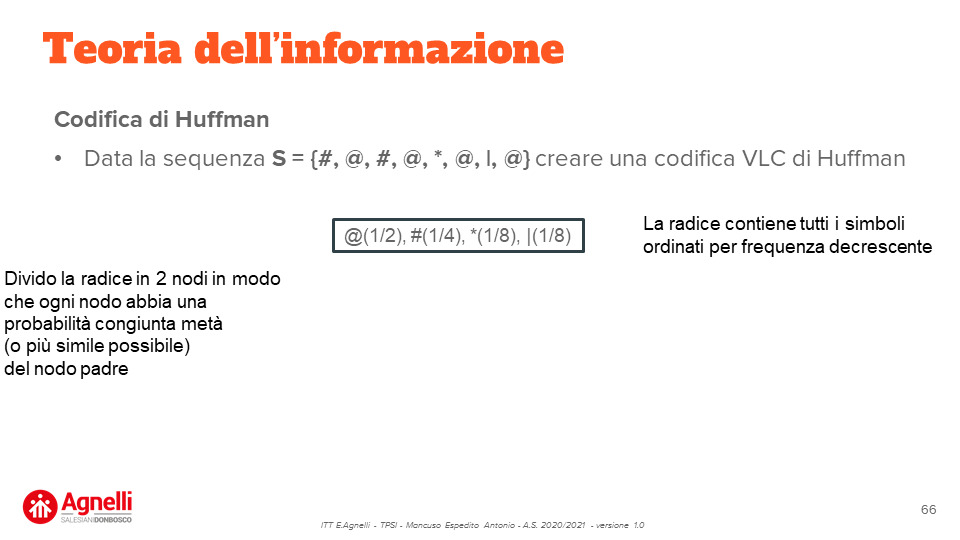 Teoria dell'informazione
Codifica di Huffman
• Data la sequenza S = {#, @, #, @, *, @, |, @} creare una codifica VLC di Huffman
@(1/2), #(1/4), *(1/8), |(1/8)
La radice contiene tutti i simboli
ordinati per frequenza decrescente
Divido la radice in 2 nodi in modo
che ogni nodo abbia una
probabilità congiunta metà
(o più simile possibile)
del nodo padre
Agnelli
SALESIANI DONBOSCO
ITT E.Agnelli - TPSI - Mancuso Espedito Antonio - A.S. 2020/2021 - versione 1.0
66